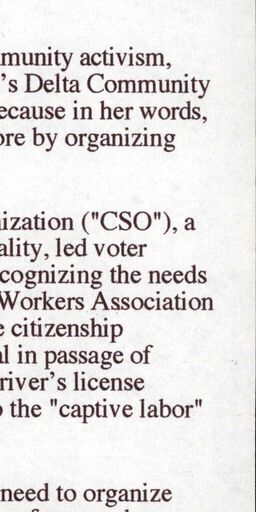 munity activism,
's Delta Community
ecause in her words,
ore by organizing
ization ("CSO"), a
ality, led voter
cognizing the needs
Workers Association
e citizenship
l in passage of
river's license
the "captive labor"
need to organize